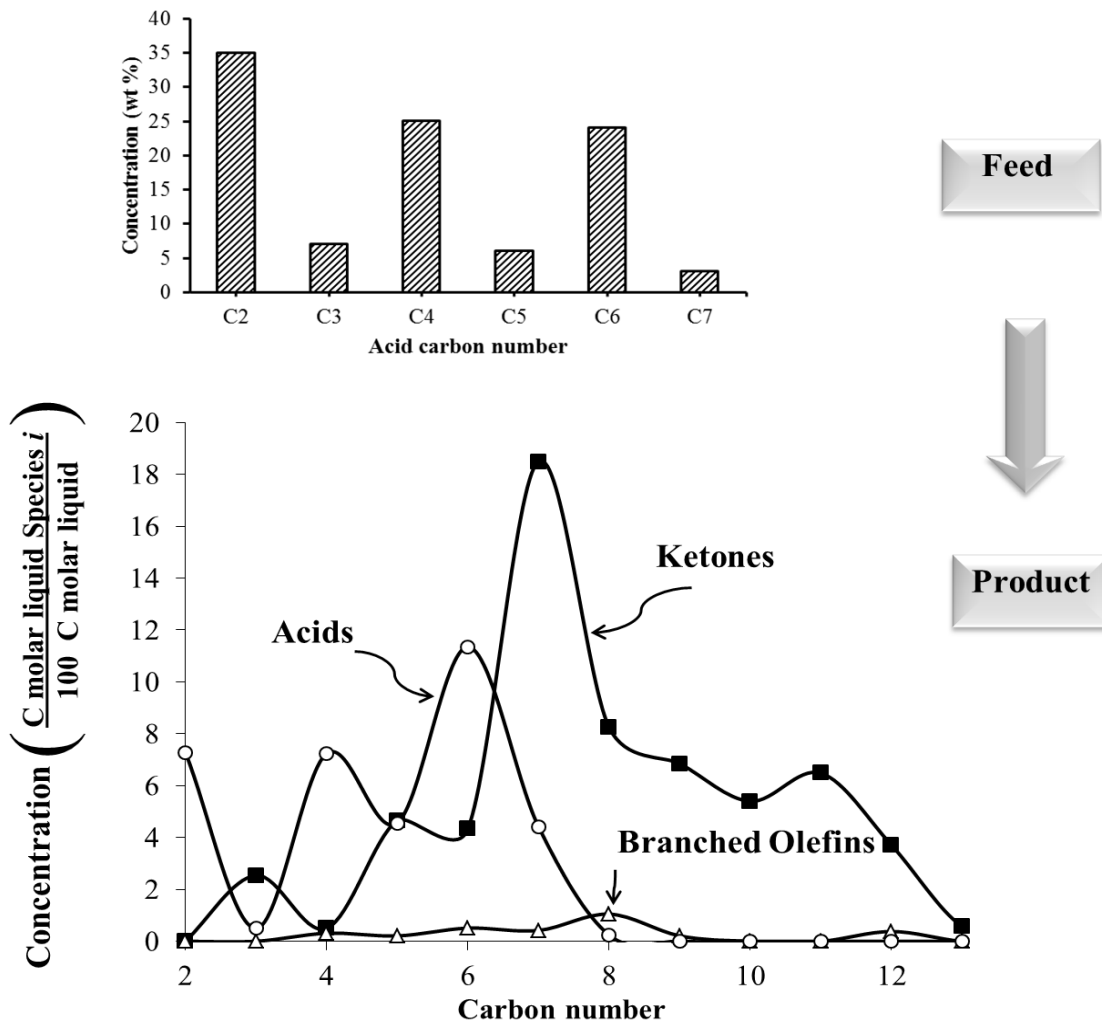 Concentration (wt %)
40
35
30
25
20
15
10
5
0
C2 C3 C4 C5 C6 C7
Acid carbon number
Feed
Concentration ( C molar liquid Species i
100 C molar liquid )
20
18
16
14
12
10
8
6
4
2
0
Acids
Ketones
Branched Olefins
2 4 6 8 10 12
Carbon number
Product